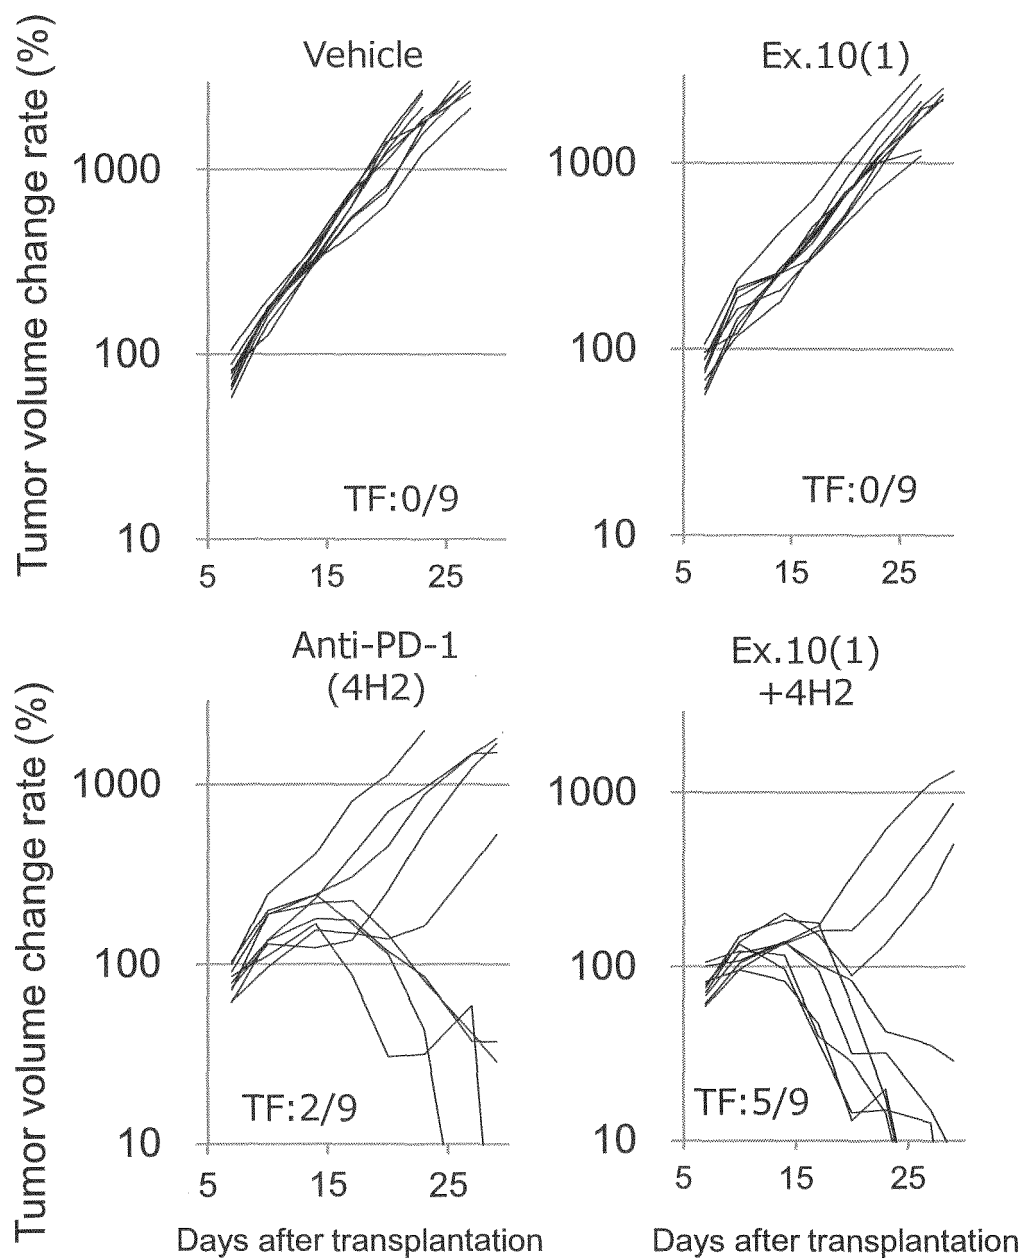 Tumor volume change rate (%)
Vehicle
1000
100
10
TF:0/9
5 15 25
Ex.10(1)
1000
100
10
TF:0/9
5 15 25
Tumor volume change rate (%)
Anti-PD-1
(4H2)
1000
100
10
TF:2/9
5 15 25
Days after transplantation
Ex.10(1)
+4H2
1000
100
10
TF:5/9
5 15 25
Days after transplantation